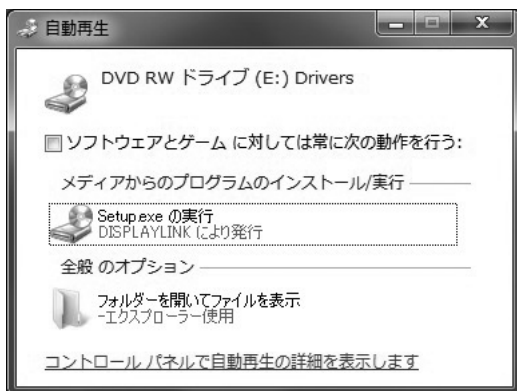 自動再生
DVD RW ドライブ (E:) Drivers
ソフトウェアとゲーム に対しては常に次の動作を行う:
メディアからのプログラムのインストール/実行
Setup.exe の実行
DISPLAYLINK により発行
全般 のオプション
フォルダーを開いてファイルを表示
-エクスプローラー使用
コントロール パネルで自動再生の詳細を表示します